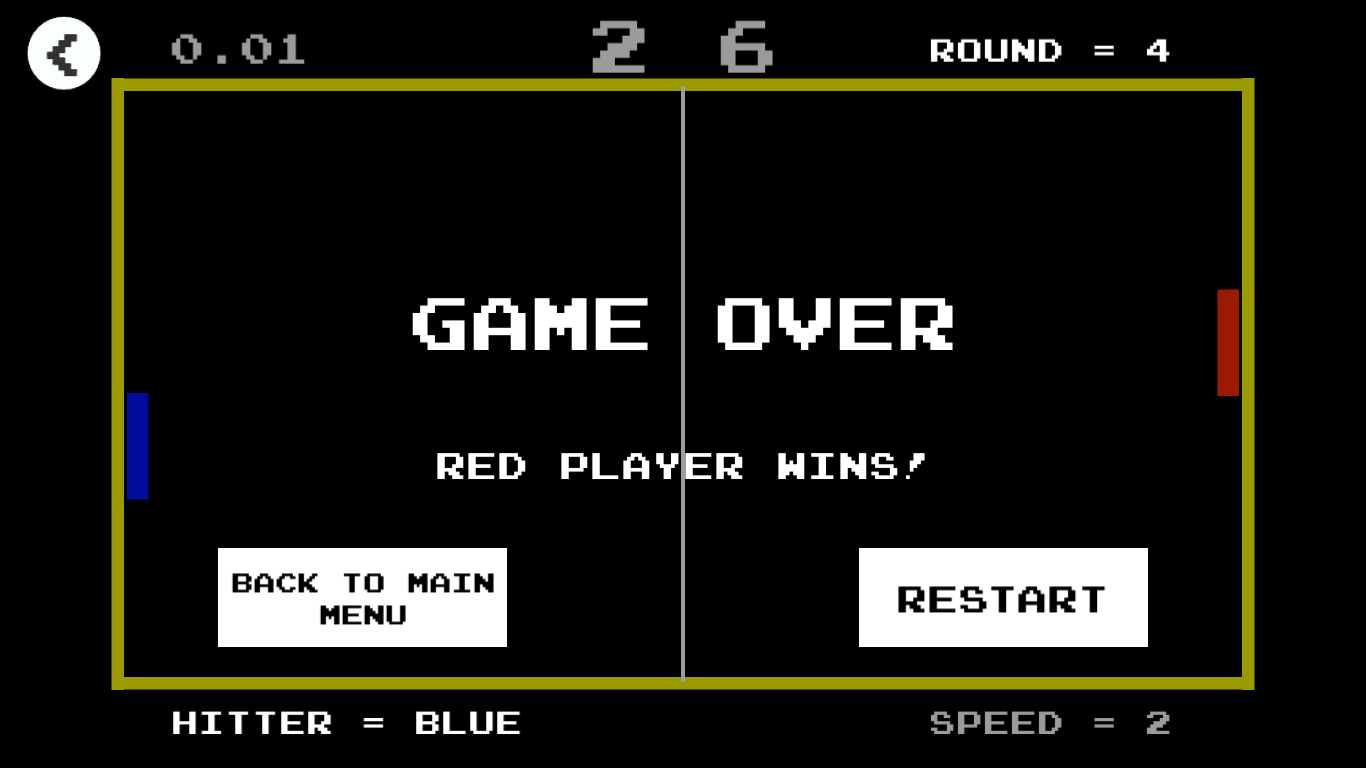 0.01
2 6
ROUND = 4
GAME OVER
RED PLAYER WINS!
BACK TO MAIN
MENU
RESTART
HITTER = BLUE
SPEED = 2